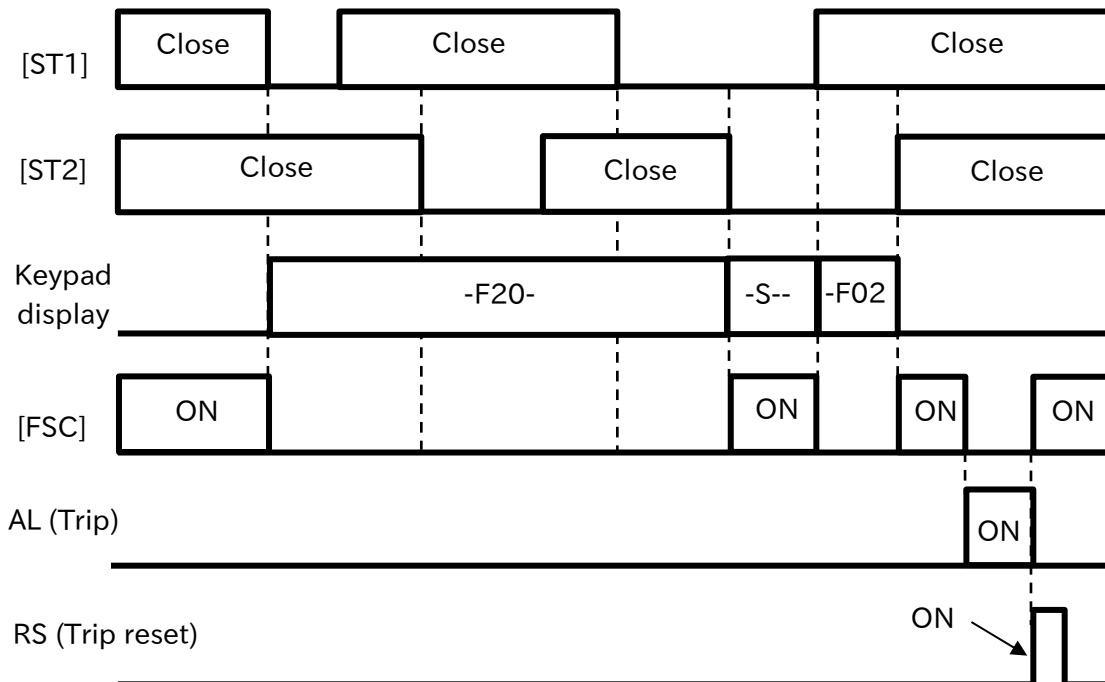 [ST1]
Close
Close
Close
[ST2]
Close
Close
Close
Keypad
display
-F20-
-S--
-F02
[FSC]
ON
ON
ON
ON
AL (Trip)
ON
RS (Trip reset)
ON